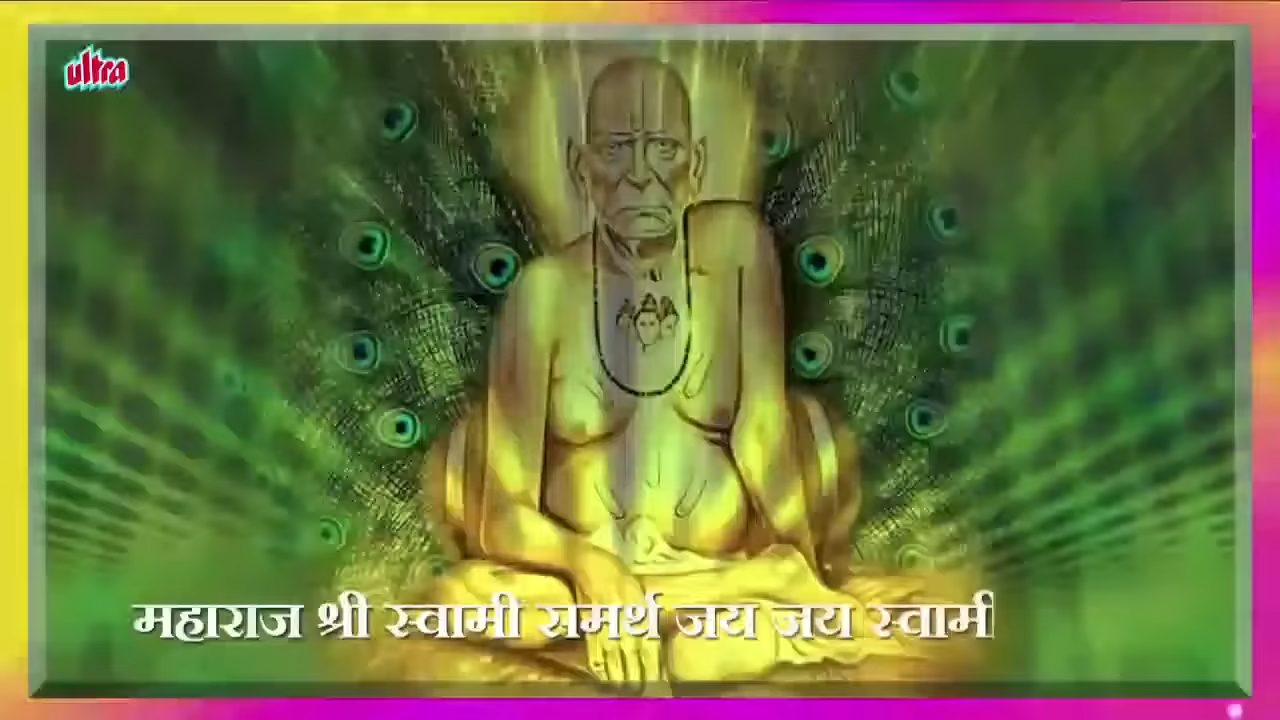 ultra
महाराज श्री स्वामी समर्थ जय जय स्वामी